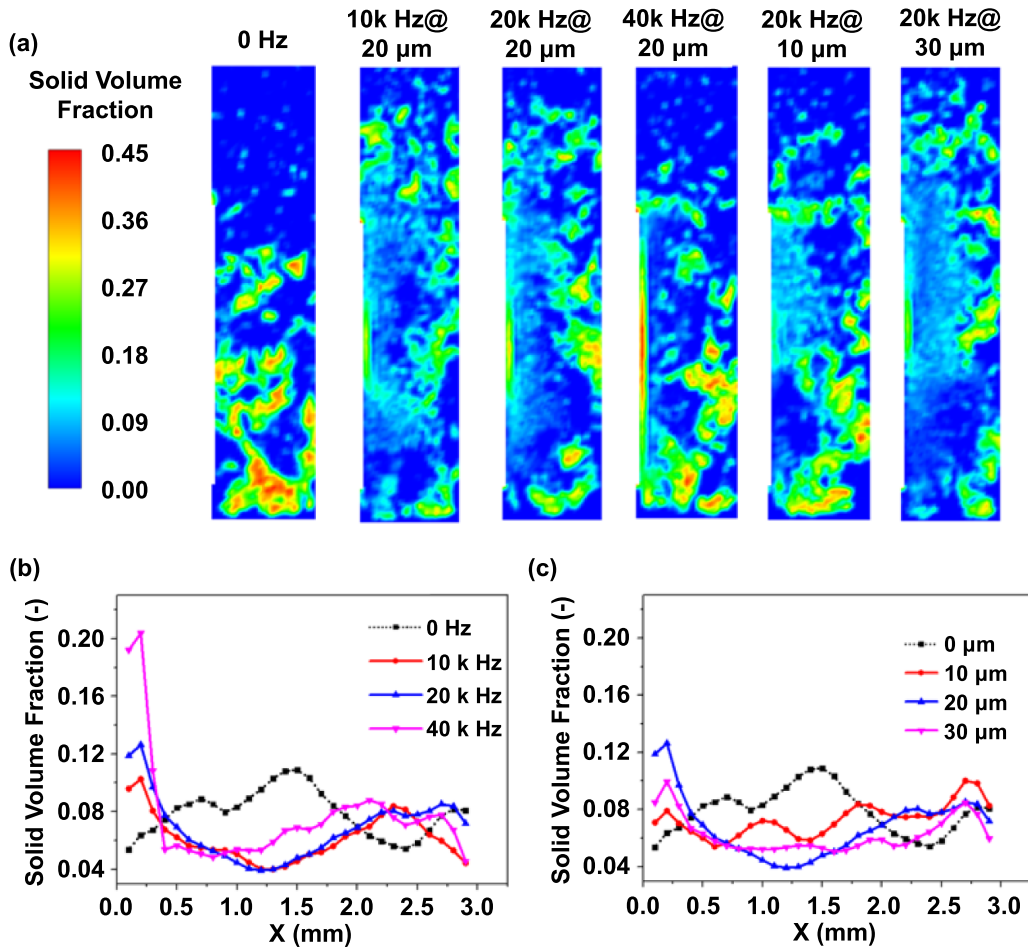 (a)
0 Hz
10k Hz@
20 µm
20k Hz@
20 µm
40k Hz@
20 µm
20k Hz@
10 µm
20k Hz@
30 µm
Solid Volume
Fraction
0.45
0.36
0.27
0.18
0.09
0.00
(b)
Solid Volume Fraction (-)
0.20
0.16
0.12
0.08
0.04
0 Hz
10 k Hz
20 k Hz
40 k Hz
0.0 0.5 1.0 1.5 2.0 2.5 3.0
X (mm)
(c)
Solid Volume Fraction (-)
0.20
0.16
0.12
0.08
0.04
0 µm
10 µm
20 µm
30 µm
0.0 0.5 1.0 1.5 2.0 2.5 3.0
X (mm)